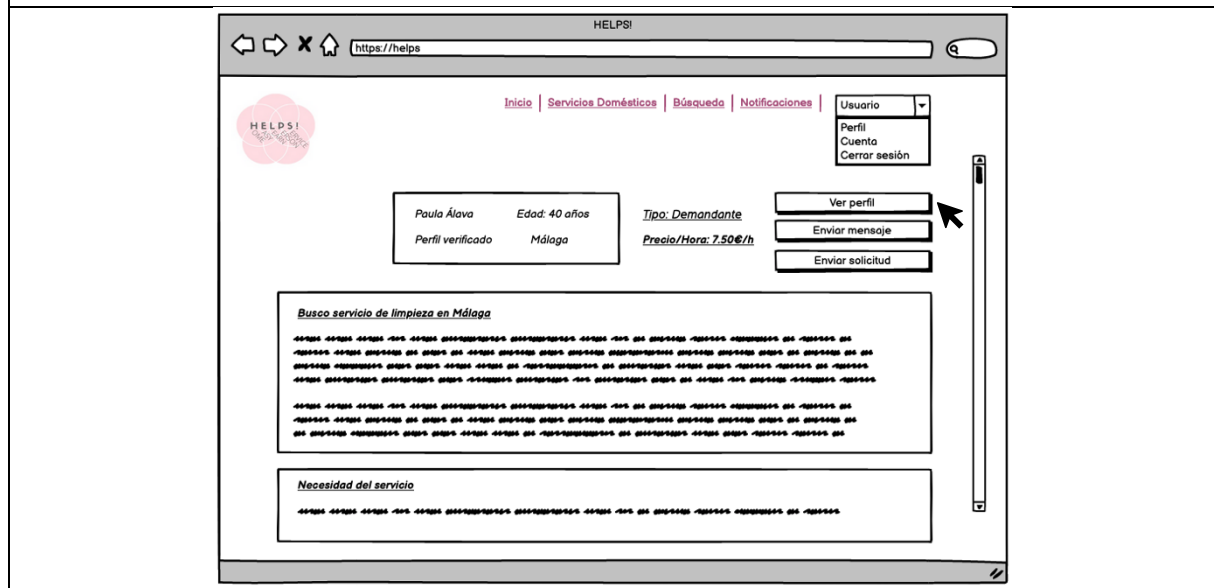 HELPS!
https://helps
HELPS!
Inicio | Servicios Domésticos | Búsqueda | Notificaciones |
Usuario
Perfil
Cuenta
Cerrar sesión
Paula Álava Edad: 40 años
Perfil verificado Málaga
Tipo: Demandante
Precio/Hora: 7.50€/h
Ver perfil
Enviar mensaje
Enviar solicitud
Busco servicio de limpieza en Málaga
Necesidad del servicio